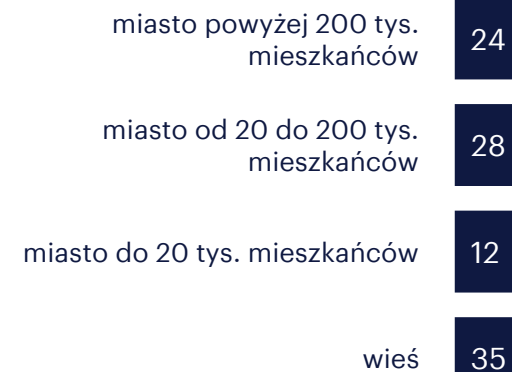 miasto powyżej 200 tys.
mieszkańców
24
miasto od 20 do 200 tys.
mieszkańców
28
miasto do 20 tys. mieszkańców
12
wieś
35